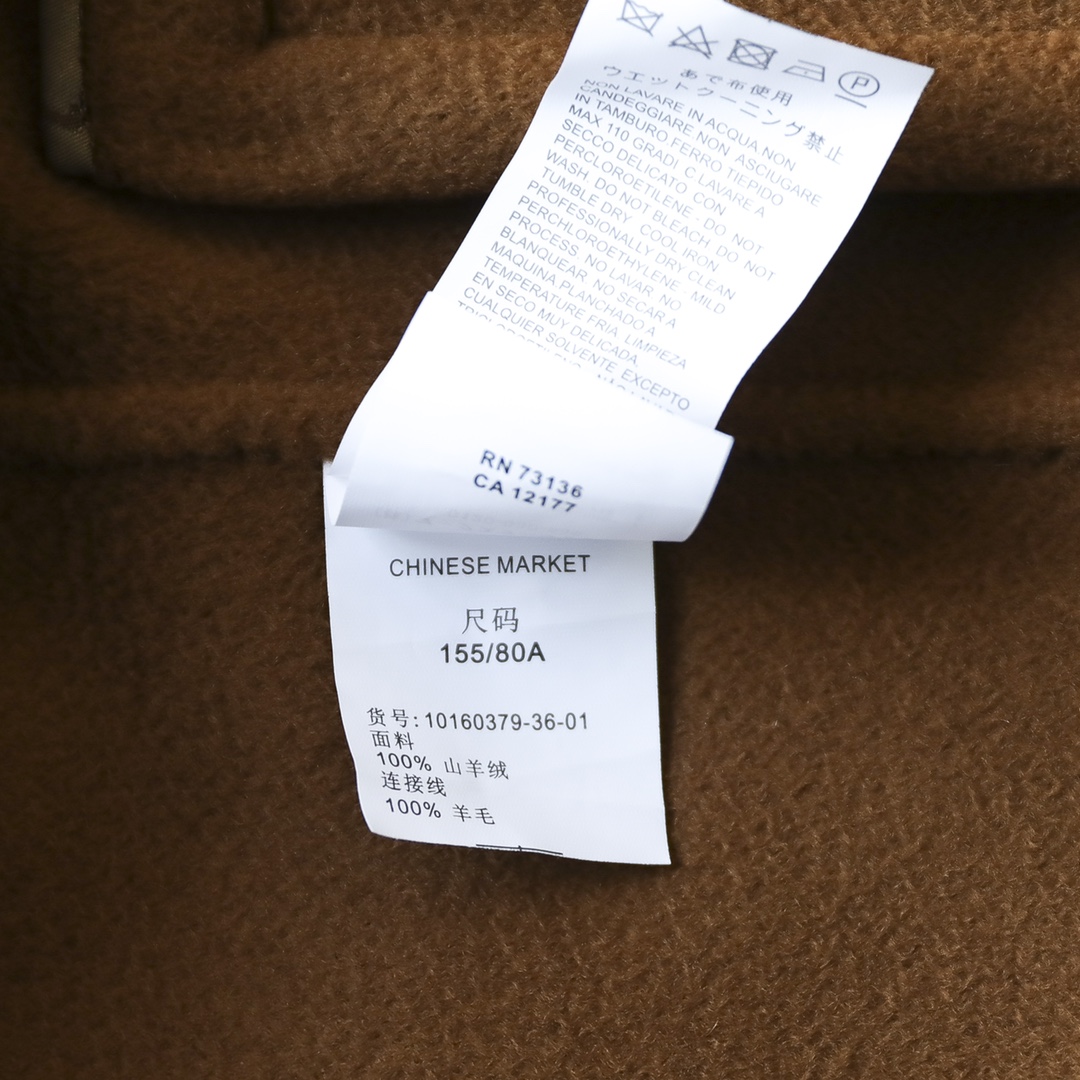 P
あで布使用
ウエットクーニング禁止
NON LAVARE IN ACQUA NON
CANDEGGIARE NON ASCIUGARE
IN TAMBURO FERRO TIEPIDO
MAX 110 GRADI C LAVARE A
SECCO DELICATO CON
PERCLOROETILENE - DO NOT
WASH. DO NOT BLEACH. DO NOT
TUMBLE DRY. COOL IRON
PROFESSIONALLY DRY CLEAN
PERCHLOROETHYLENE. MILD
PROCESS. NO LAVAR. NO
BLANQUEAR. NO SECAR A
MAQUINA.PLANCHADO A
TEMPERATURE FRIA. LIMPIEZA
EN SECO MUY DELICADA.
CUALQUIER SOLVENTE, EXCEPTO
RN 73136
CA 12177
CHINESE MARKET
尺码
155/80A
货号:10160379-36-01
面料
100% 山羊绒
连接线
100% 羊毛